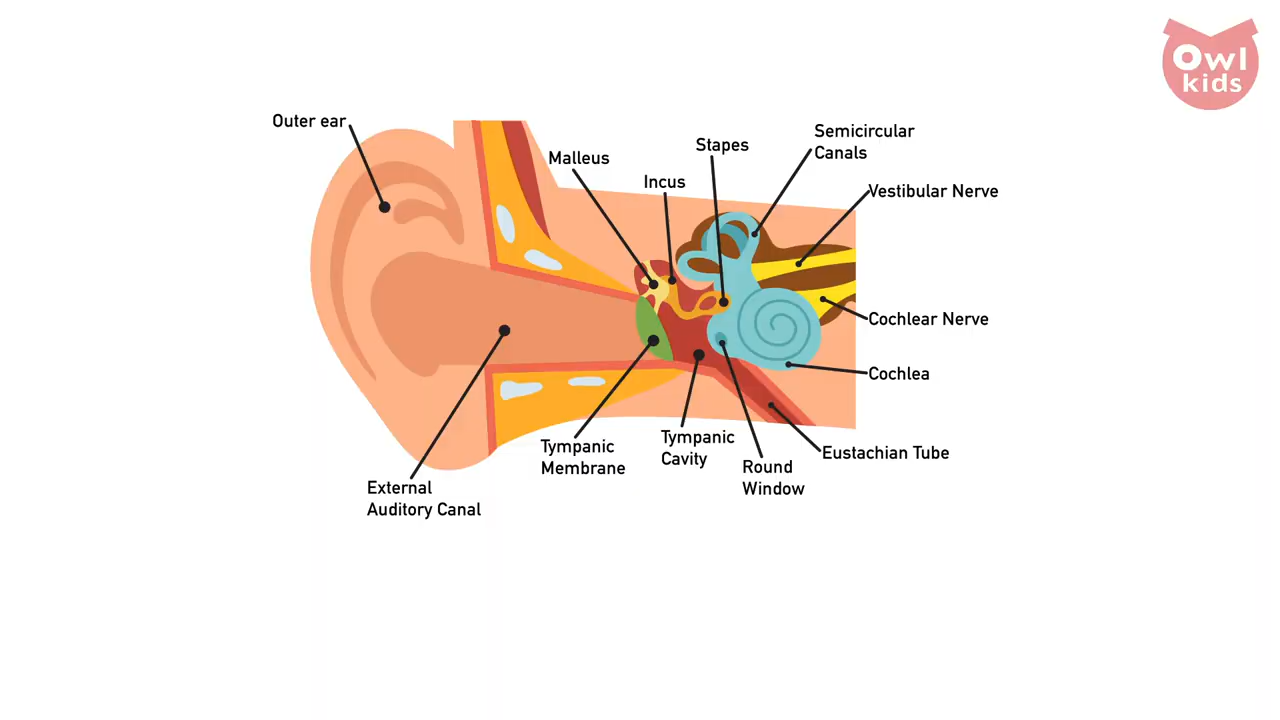 Owl
kids
Outer ear
Malleus
Incus
Stapes
Semicircular
Canals
Vestibular Nerve
Cochlear Nerve
Cochlea
Eustachian Tube
Round
Window
Tympanic
Cavity
Tympanic
Membrane
External
Auditory Canal